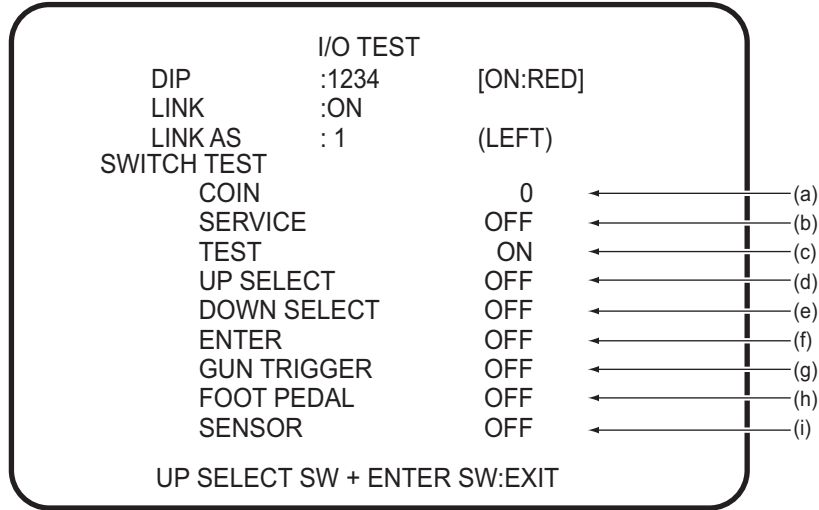 I/O TEST
DIP :1234 [ON:RED]
LINK :ON
LINK AS : 1 (LEFT)
SWITCH TEST
COIN 0 (a)
SERVICE OFF (b)
TEST ON (c)
UP SELECT OFF (d)
DOWN SELECT OFF (e)
ENTER OFF (f)
GUN TRIGGER OFF (g)
FOOT PEDAL OFF (h)
SENSOR OFF (i)
UP SELECT SW + ENTER SW:EXIT